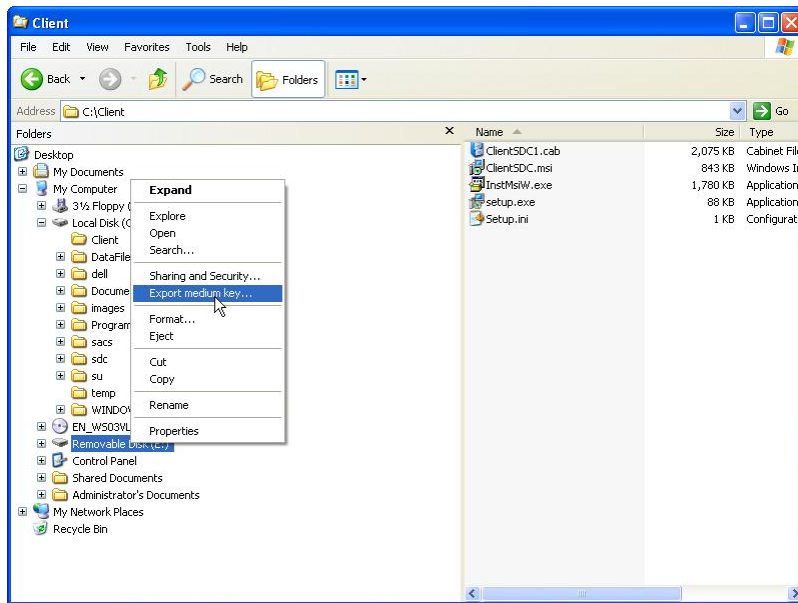 Client
File Edit View Favorites Tools Help
Back Search Folders
Address C:\Client Go
Folders
Desktop
My Documents
My Computer
3½ Floppy (
Local Disk (C
Client
DataFile
dell
Docume
images
Program
sacs
sdc
su
temp
WINDOW
EN_WS03VL
Removable Disk (E:)
Control Panel
Shared Documents
Administrator's Documents
My Network Places
Recycle Bin
Expand
Explore
Open
Search...
Sharing and Security...
Export medium key...
Format...
Eject
Cut
Copy
Rename
Properties
Name Size Type
ClientSDC1.cab 2,075 KB Cabinet File
ClientSDC.msi 843 KB Windows In
InstMsiW.exe 1,780 KB Application
setup.exe 88 KB Application
Setup.ini 1 KB Configurat